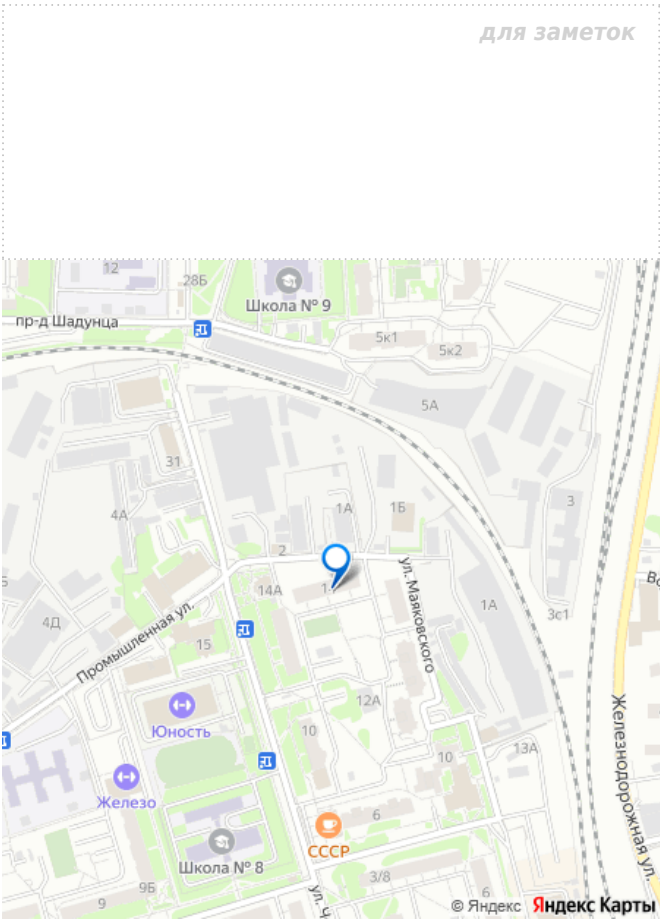 для заметок
12
28Б
Школа № 9
пр-д Шадунца
5к1
5к2
5А
31
4А
1А
1Б
3
2
14А
ул. Маяковского
1А
3с1
4Д
Промышленная ул.
15
12А
Юность
10
13А
10
Железнодорожная ул.
Железо
6
СССР
Школа № 8
3/8
9Б
9
6
ул. Ч
© Яндекс Яндекс Карты